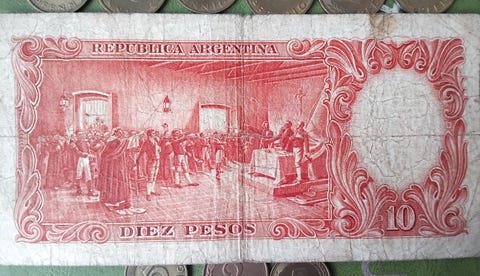 REPUBLICA ARGENTINA
DIEZ PESOS
10